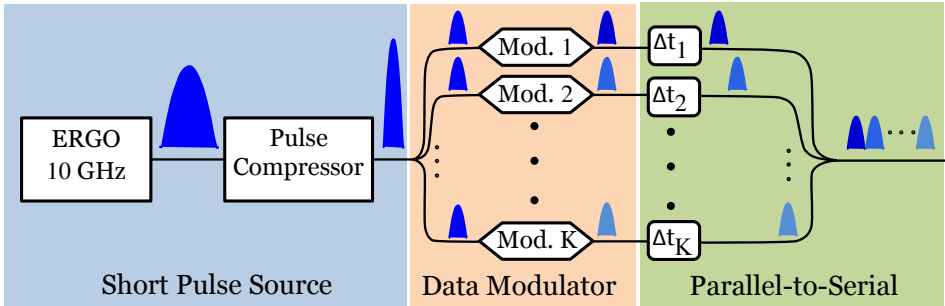 ERGO
10 GHz
Pulse
Compressor
Mod. 1
Mod. 2
Mod. K
Δt1
Δt2
ΔtK
Short Pulse Source
Data Modulator
Parallel-to-Serial